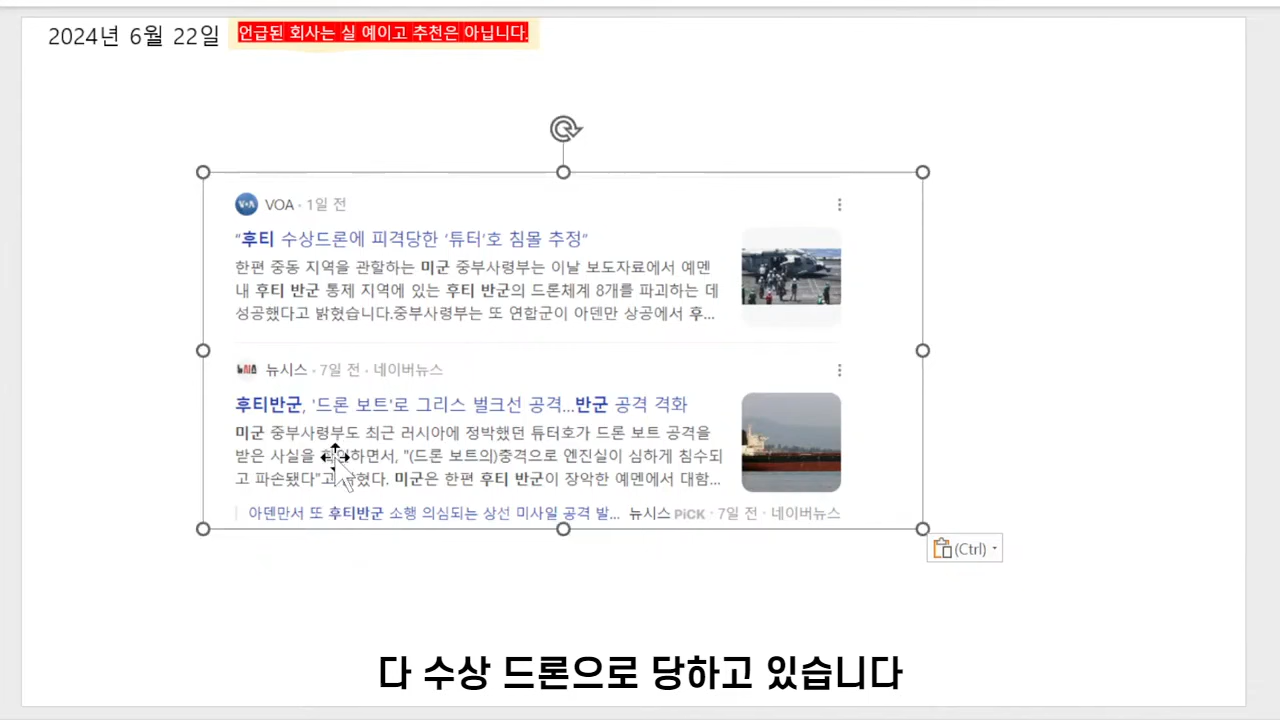 2024년 6월 22일
언급된 회사는 실 예이고 추천은 아닙니다.
VOA · 1일 전
“후티 수상드론에 피격당한 ‘튜터’호 침몰 추정“
한편 중동 지역을 관할하는 미군 중부사령부는 이날 보도자료에서 예멘
내 후티 반군 통제 지역에 있는 후티 반군의 드론체계 8개를 파괴하는 데
성공했다고 밝혔습니다.중부사령부는 또 연합군이 아덴만 상공에서 후...
뉴시스 · 7일 전 · 네이버뉴스
후티반군, '드론 보트'로 그리스 벌크선 공격...반군 공격 격화
미군 중부사령부도 최근 러시아에 정박했던 튜터호가 드론 보트 공격을
받은 사실을 하면서, "(드론 보트의)충격으로 엔진실이 심하게 침수되
고 파손됐다"고 혔다. 미군은 한편 후티 반군이 장악한 예멘에서 대함...
아덴만서 또 후티반군 소행 의심되는 상선 미사일 공격 발... 뉴시스 PiCK · 7일 전 · 네이버뉴스
(Ctrl)
다 수상 드론으로 당하고 있습니다